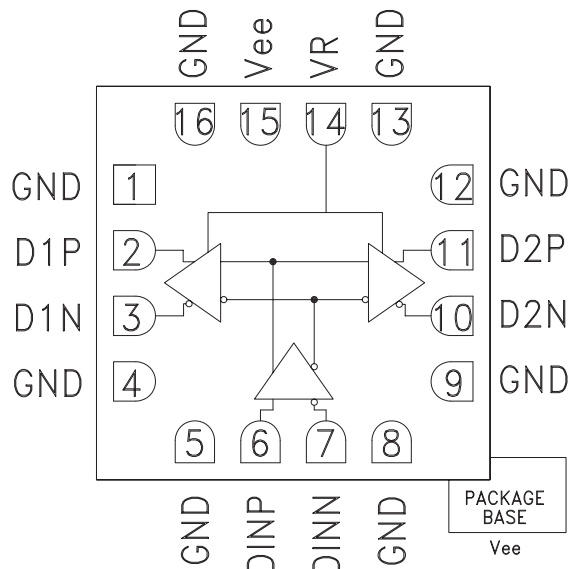 GND
Vee
VR
GND
16
15
14
13
GND 1
12 GND
D1P 2
11 D2P
D1N 3
10 D2N
GND 4
9 GND
5
6
7
8
GND
DINP
DINN
GND
PACKAGE
BASE
Vee